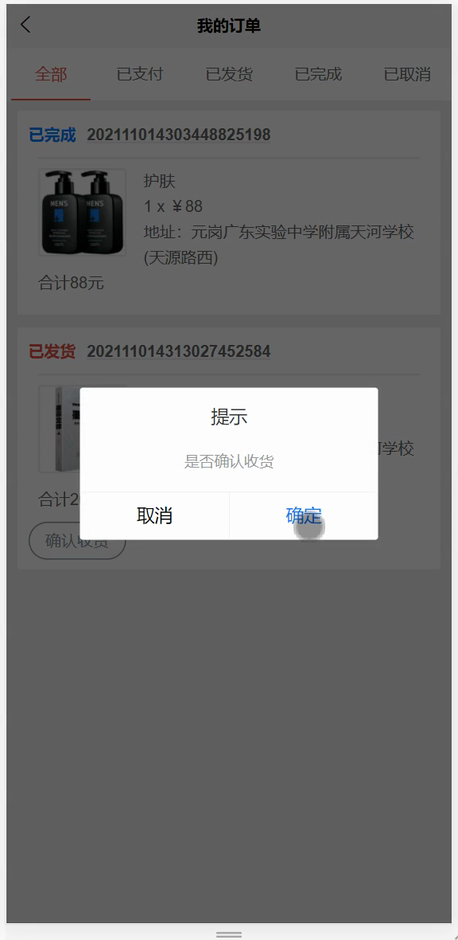 我的订单
全部 已支付 已发货 已完成 已取消
已完成 202111014303448825198
MEN'S MEN'S
护肤
1 x ￥88
地址：元岗广东实验中学附属天河学校
(天源路西)
合计88元
已发货 202111014313027452584
河学校
提示
是否确认收货
合计2
取消 确定
确认收货